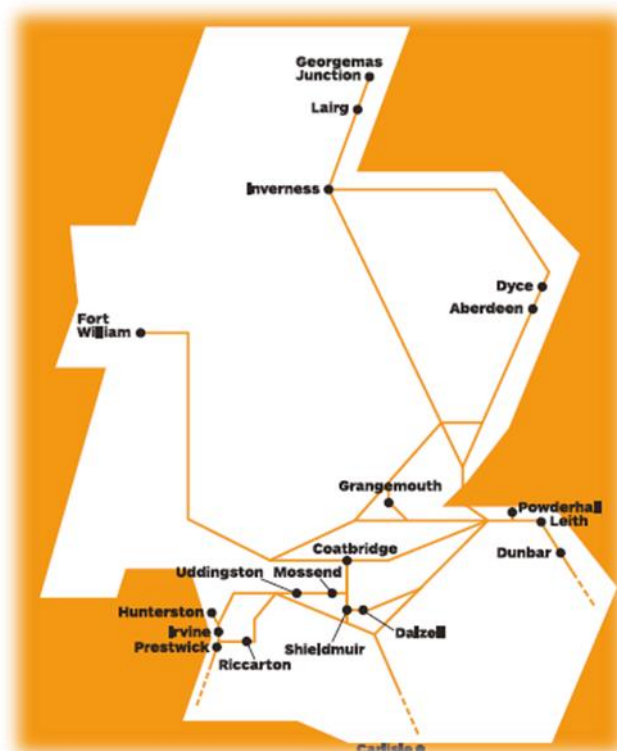 Georgemas
Junction
Lairg
Inverness
Dyce
Aberdeen
Fort
William
Grangemouth
Powderhall
Leith
Coatbridge
Dunbar
Uddingston Mossend
Hunterston
Irvine
Prestwick
Riccarton
Shieldmuir
Dalzell
Carlisle